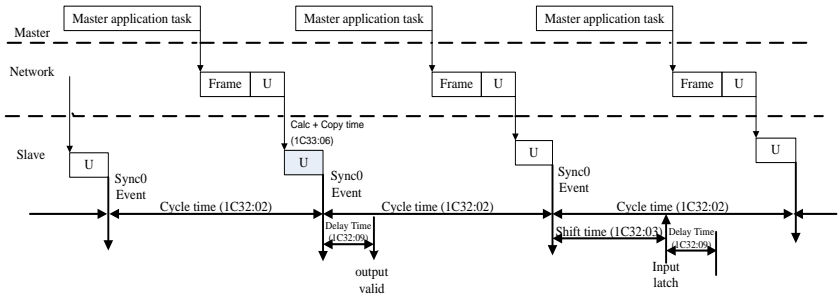 Master application task
Master application task
Master application task
Master
Network
Frame
U
Frame
U
Frame
U
Calc + Copy time
(1C33:06)
Slave
U
U
U
U
Sync0
Event
Sync0
Event
Sync0
Event
Cycle time (1C32:02)
Cycle time (1C32:02)
Cycle time (1C32:02)
Delay Time
(1C32:09)
Shift time (1C32:03)
Delay Time
(1C32:09)
output
valid
Input
latch